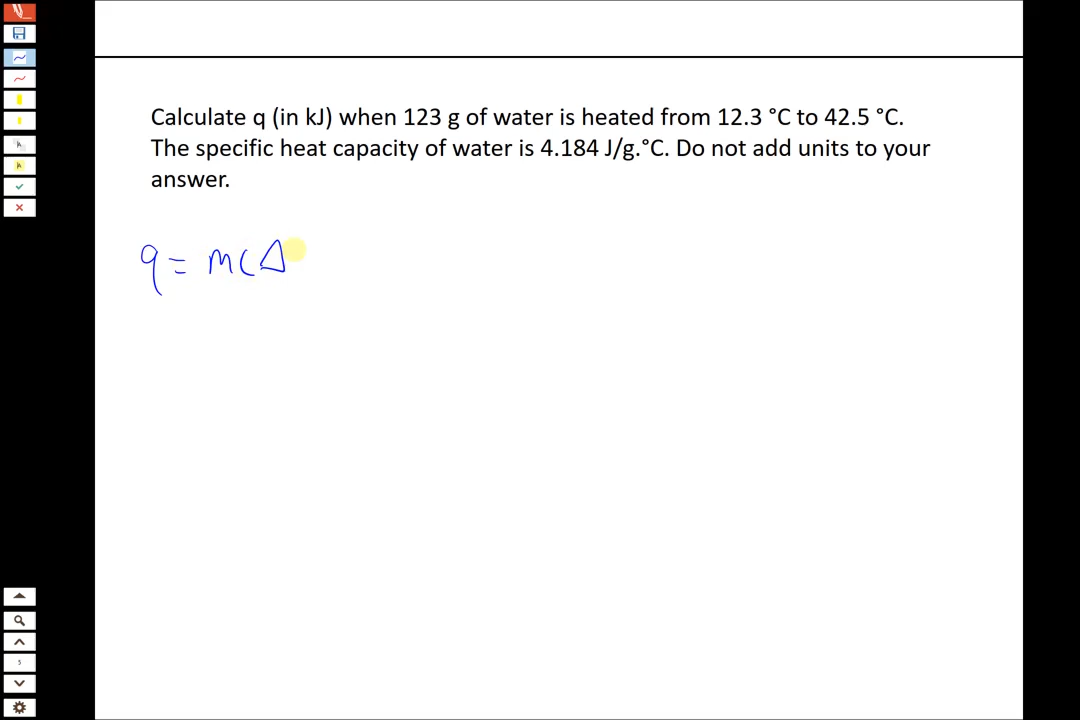 Calculate q (in kJ) when 123 g of water is heated from 12.3 °C to 42.5 °C.
The specific heat capacity of water is 4.184 J/g.°C. Do not add units to your
answer.
q = mcΔ
5